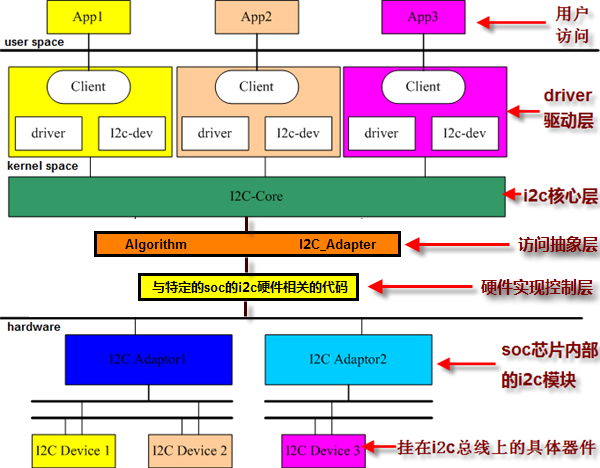 App1
App2
App3
用户
访问
user space
Client
Client
Client
driver
驱动层
driver
I2c-dev
driver
I2c-dev
driver
I2c-dev
kernel space
I2C-Core
i2c核心层
Algorithm
I2C_Adapter
访问抽象层
与特定的soc的i2c硬件相关的代码
硬件实现控制层
hardware
I2C Adaptor1
I2C Adaptor2
soc芯片内部
的i2c模块
I2C Device 1
I2C Device 2
I2C Device 3
挂在i2c总线上的具体器件